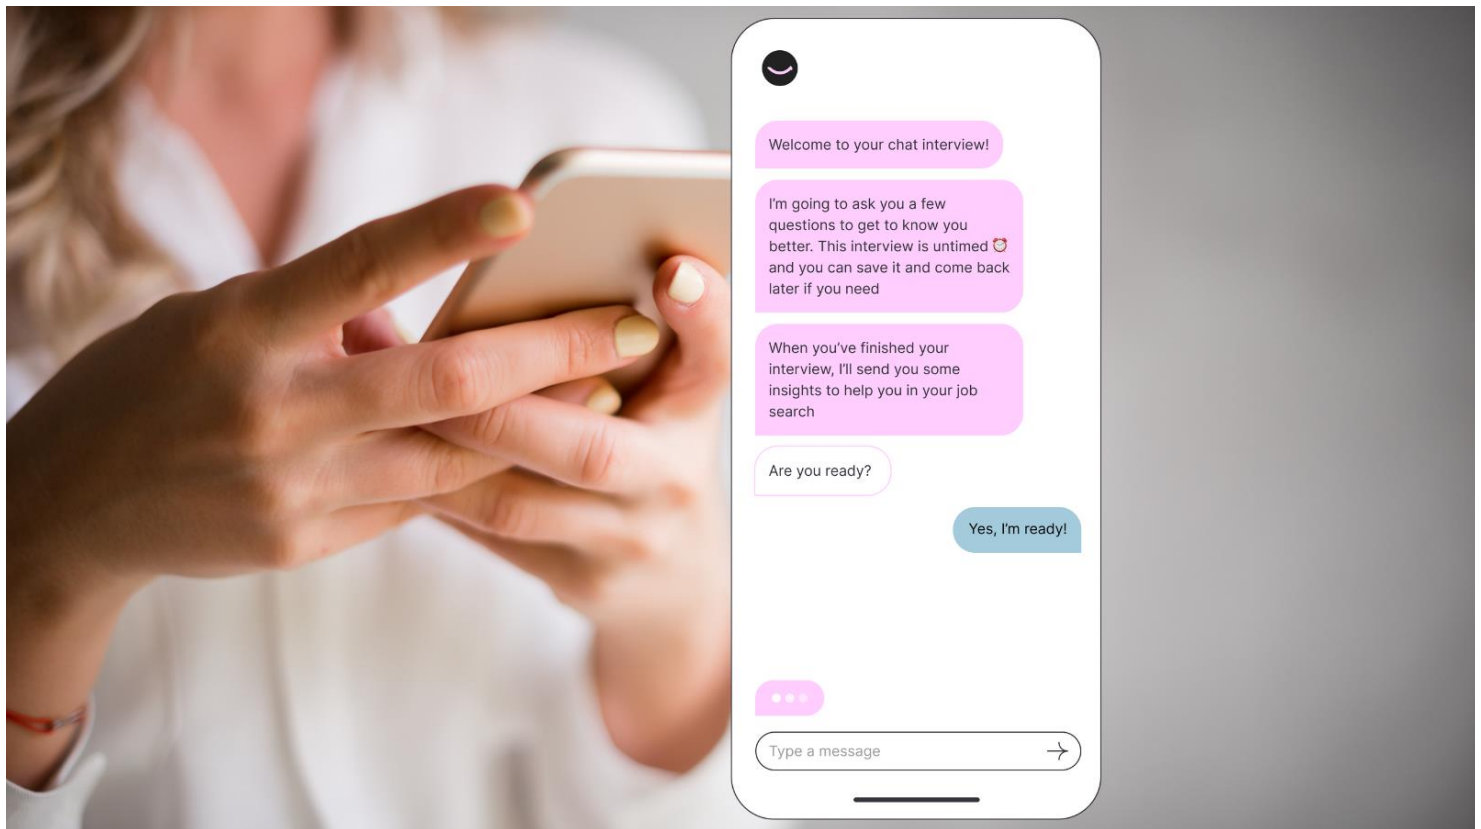 Welcome to your chat interview!
I'm going to ask you a few
questions to get to know you
better. This interview is untimed ⏰
and you can save it and come back
later if you need
When you've finished your
interview, I'll send you some
insights to help you in your job
search
Are you ready?
Yes, I'm ready!
Type a message